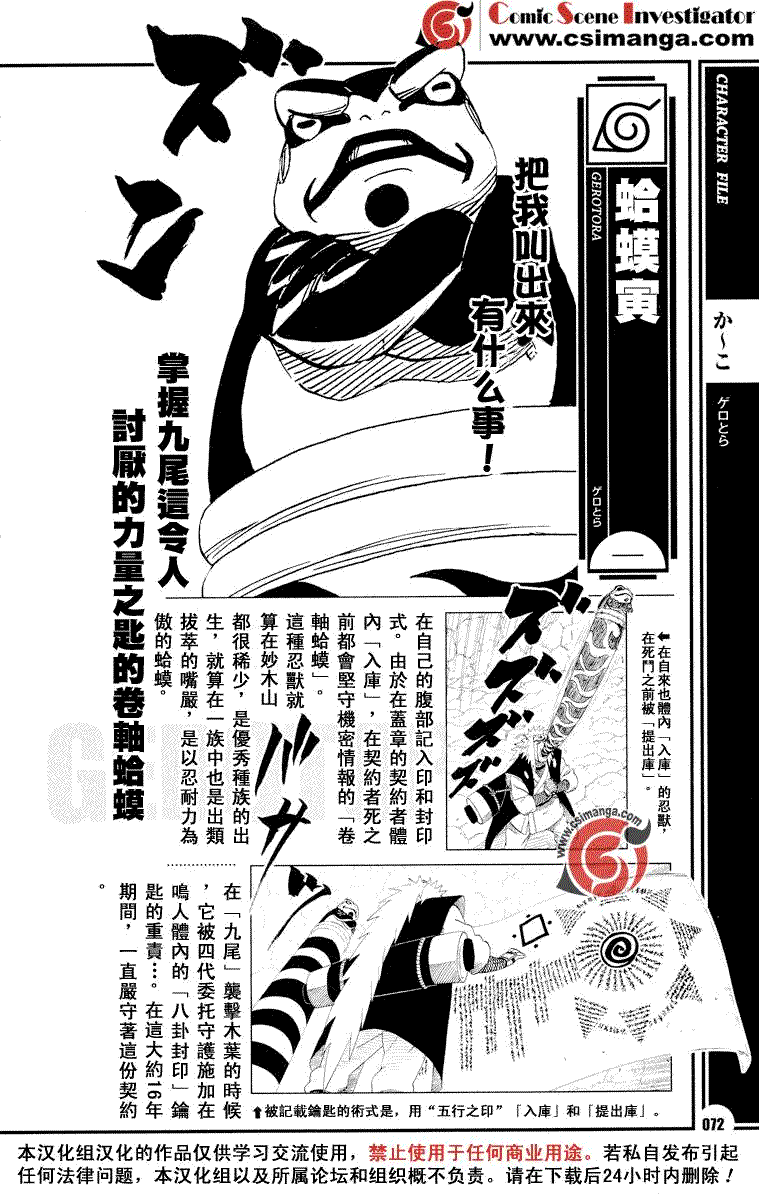 Comic Scene Investigator
www.csimanga.com
CHARACTER FILE
か～こ
ゲロとら
蛤蟆寅
GEROTORA
ゲロとら
一
ズズン
把我叫出來
有什么事！
掌握九尾這令人
討厭的力量之匙的卷軸蛤蟆
⬅在自來也體內「入庫」的忍獸，
在死鬥之前被「提出庫」。
ズズズ
在自己的腹部記入印和封印
式。由於在蓋章的契約者體
內「入庫」，在契約者死之
前都會堅守機密情報的「卷
軸蛤蟆」。
這種忍獸就
算在妙木山
都很稀少，是優秀種族的出
生，就算在一族中也是出類
拔萃的嘴嚴，是以忍耐力為
傲的蛤蟆。
バサ
www.csimanga.com
在「九尾」襲擊木葉的時候
，它被四代委托守護施加在
鳴人體內的「八卦封印」鑰
匙的重責…。在這大約16年
期間，一直嚴守著這份契約
。
⬆被記載鑰匙的術式是，用“五行之印”「入庫」和「提出庫」。
072
本汉化组汉化的作品仅供学习交流使用，禁止使用于任何商业用途。若私自发布引起
任何法律问题，本汉化组以及所属论坛和组织概不负责。请在下载后24小时内删除！